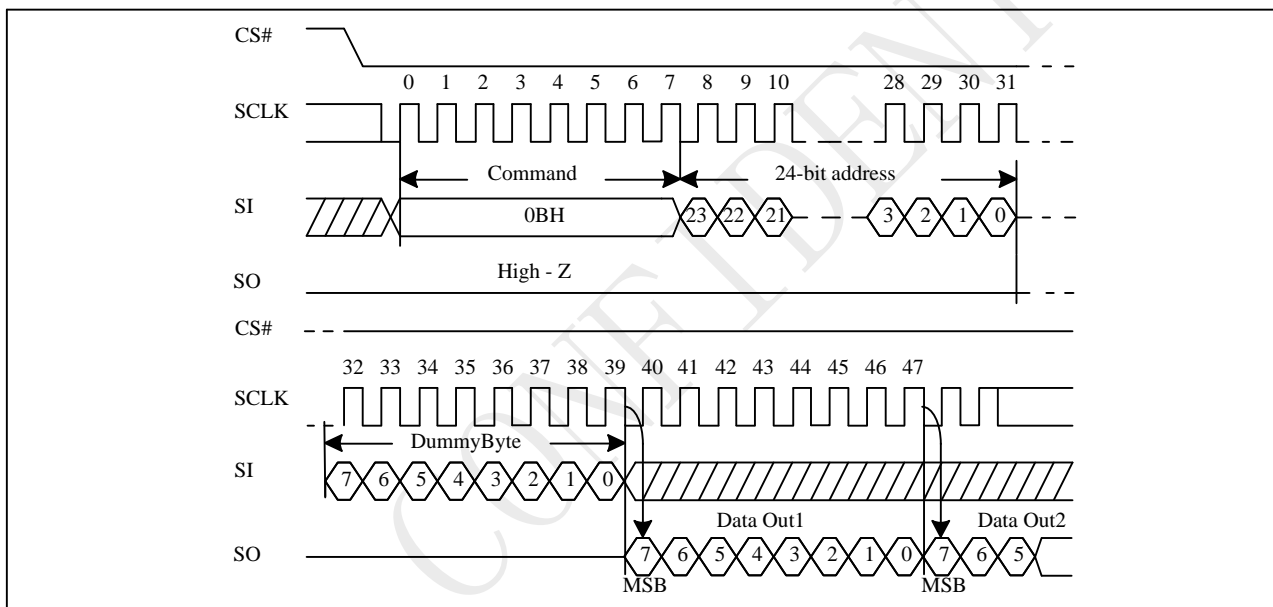 CS#
0 1 2 3 4 5 6 7 8 9 10 28 29 30 31
SCLK
Command 24-bit address
SI 0BH 23 22 21 3 2 1 0
High - Z
SO
CS#
32 33 34 35 36 37 38 39 40 41 42 43 44 45 46 47
SCLK
DummyByte
SI 7 6 5 4 3 2 1 0
Data Out1 Data Out2
SO 7 6 5 4 3 2 1 0 7 6 5
MSB MSB
CONFIDENT